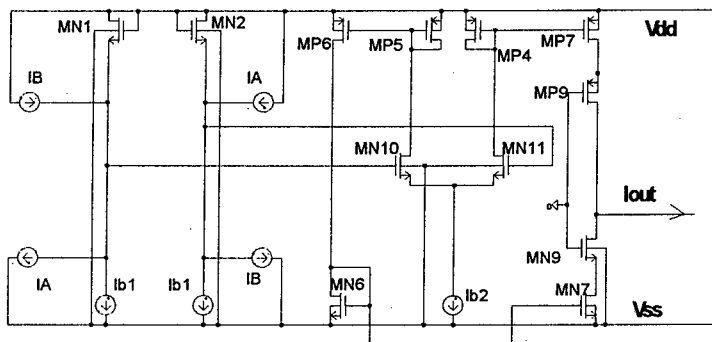 MN1
MN2
MP6
MP5
MP4
MP7
Vdd
IB
IA
MP9
MN10
MN11
Iout
MN9
IA
Ib1
Ib1
IB
MN6
Ib2
MN7
Vss